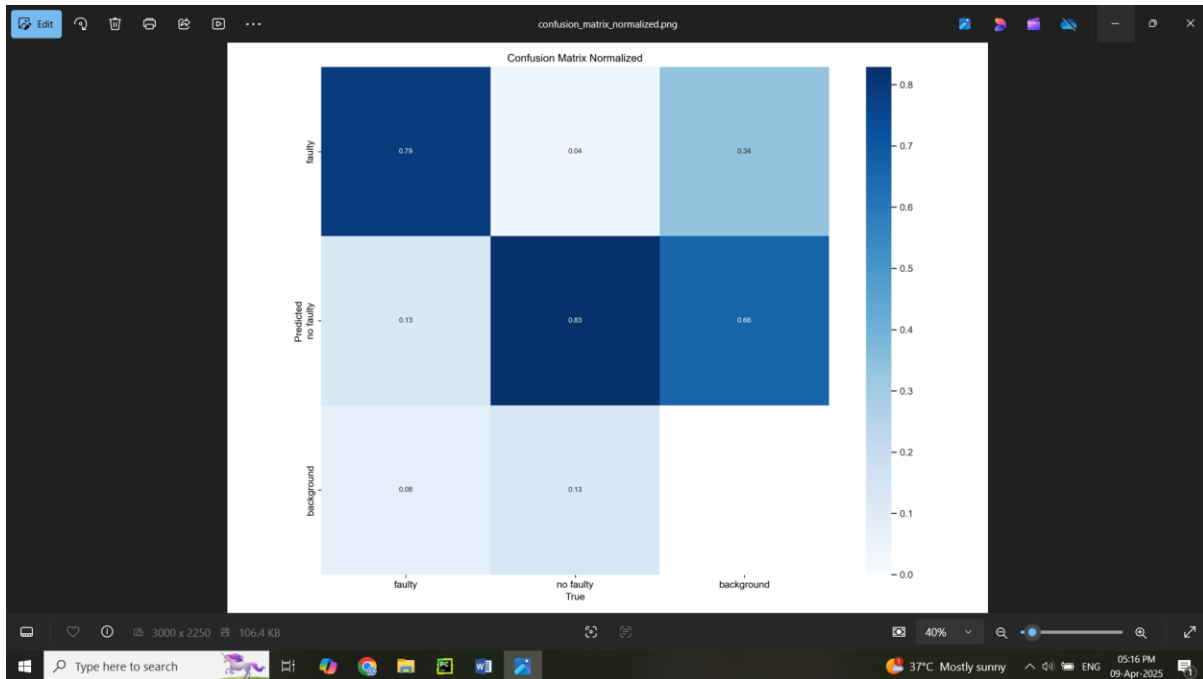 Edit
confusion_matrix_normalized.png
Confusion Matrix Normalized
faulty
0.79
0.04
0.34
Predicted
no faulty
0.13
0.83
0.66
background
0.08
0.13
faulty
no faulty
background
True
0.8
0.7
0.6
0.5
0.4
0.3
0.2
0.1
0.0
3000 x 2250
106.4 KB
40%
Type here to search
PC
W
37°C Mostly sunny
ENG
05:16 PM
09-Apr-2025
1